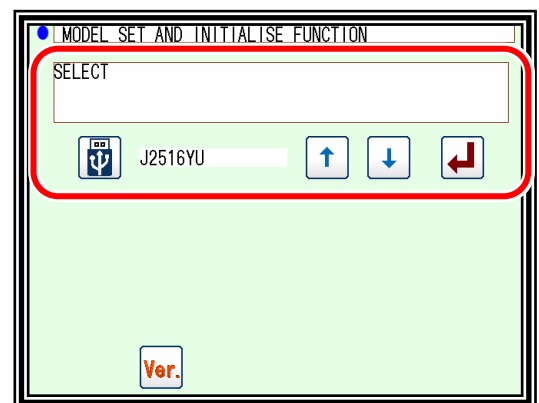 MODEL SET AND INITIALISE FUNCTION
SELECT
J2516YU
Ver.